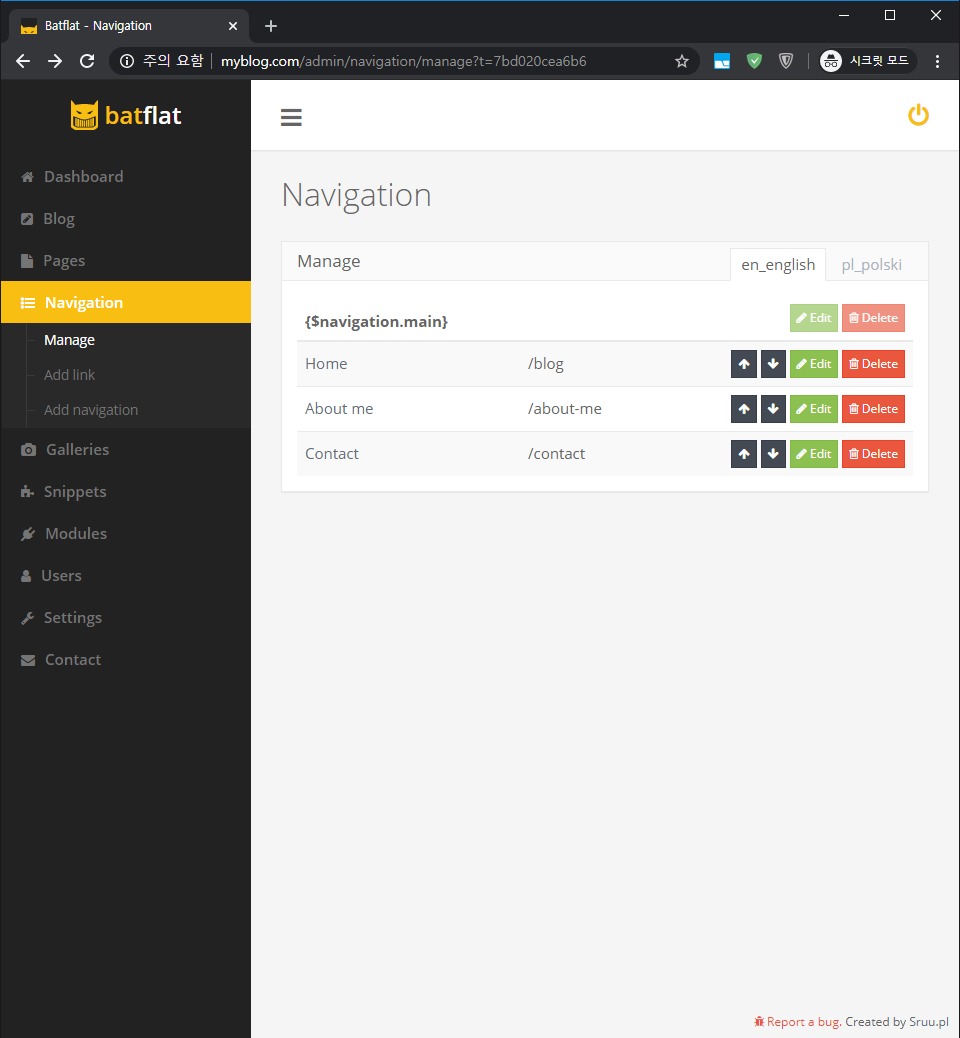 Batflat - Navigation
주의 요함 myblog.com/admin/navigation/manage?t=7bd020cea6b6 시크릿 모드
batflat
Dashboard
Blog
Pages
Navigation
Manage
Add link
Add navigation
Galleries
Snippets
Modules
Users
Settings
Contact
Navigation
Manage en_english pl_polski
{$navigation.main} Edit Delete
Home /blog Edit Delete
About me /about-me Edit Delete
Contact /contact Edit Delete
Report a bug. Created by Sruu.pl